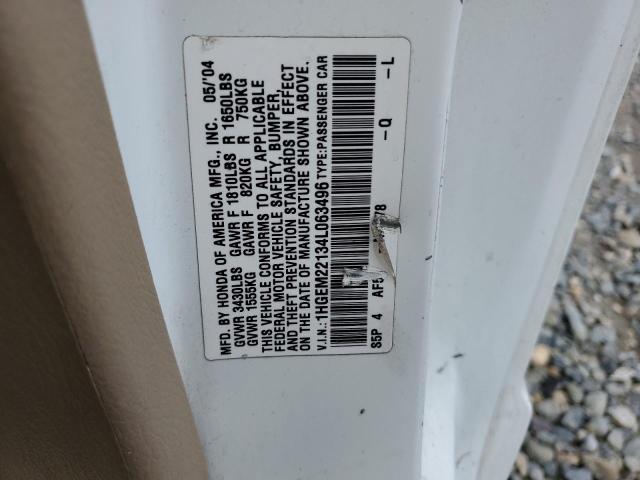 MFD. BY HONDA OF AMERICA MFG., INC. 05/'04
GVWR 3430LBS GAWR F 1810LBS R 1650LBS
GVWR 1555KG GAWR F 820KG R 750KG
THIS VEHICLE CONFORMS TO ALL APPLICABLE
FEDERAL MOTOR VEHICLE SAFETY, BUMPER,
AND THEFT PREVENTION STANDARDS IN EFFECT
ON THE DATE OF MANUFACTURE SHOWN ABOVE.
V.I.N.:1HGEM22134L063496 TYPE:PASSENGER CAR
S5P 4 AF5 78 -Q -L